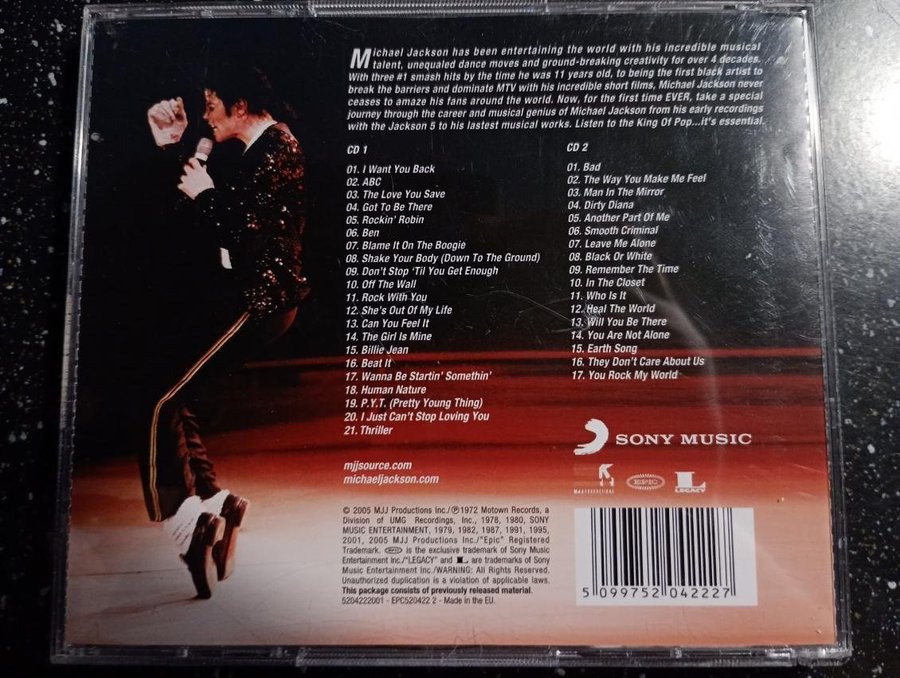 Michael Jackson has been entertaining the world with his incredible musical
talent, unequaled dance moves and ground-breaking creativity for over 4 decades.
With three #1 smash hits by the time he was 11 years old, to being the first black artist to
break the barriers and dominate MTV with his incredible short films, Michael Jackson never
ceases to amaze his fans around the world. Now, for the first time EVER, take a special
journey through the career and musical genius of Michael Jackson from his early recordings
with the Jackson 5 to his lastest musical works. Listen to the King Of Pop...it's essential.
CD 1
01. I Want You Back
02. ABC
03. The Love You Save
04. Got To Be There
05. Rockin' Robin
06. Ben
07. Blame It On The Boogie
08. Shake Your Body (Down To The Ground)
09. Don't Stop 'Til You Get Enough
10. Off The Wall
11. Rock With You
12. She's Out Of My Life
13. Can You Feel It
14. The Girl Is Mine
15. Billie Jean
16. Beat It
17. Wanna Be Startin' Somethin'
18. Human Nature
19. P.Y.T. (Pretty Young Thing)
20. I Just Can't Stop Loving You
21. Thriller
CD 2
01. Bad
02. The Way You Make Me Feel
03. Man In The Mirror
04. Dirty Diana
05. Another Part Of Me
06. Smooth Criminal
07. Leave Me Alone
08. Black Or White
09. Remember The Time
10. In The Closet
11. Who Is It
12. Heal The World
13. Will You Be There
14. You Are Not Alone
15. Earth Song
16. They Don't Care About Us
17. You Rock My World
SONY MUSIC
mjjsource.com
michaeljackson.com
MJJ PRODUCTIONS
EPIC
LEGACY
© 2005 MJJ Productions Inc./℗ 1972 Motown Records, a
Division of UMG Recordings, Inc., 1978, 1980, SONY
MUSIC ENTERTAINMENT, 1979, 1982, 1987, 1991, 1995,
2001, 2005 MJJ Productions Inc./"Epic" Registered
Trademark. EPIC is the exclusive trademark of Sony Music
Entertainment Inc./"LEGACY" and L are trademarks of Sony
Music Entertainment Inc./WARNING: All Rights Reserved.
Unauthorized duplication is a violation of applicable laws.
This package consists of previously released material.
5204222001 - EPC520422 2 - Made in the EU.
5 099752 042227